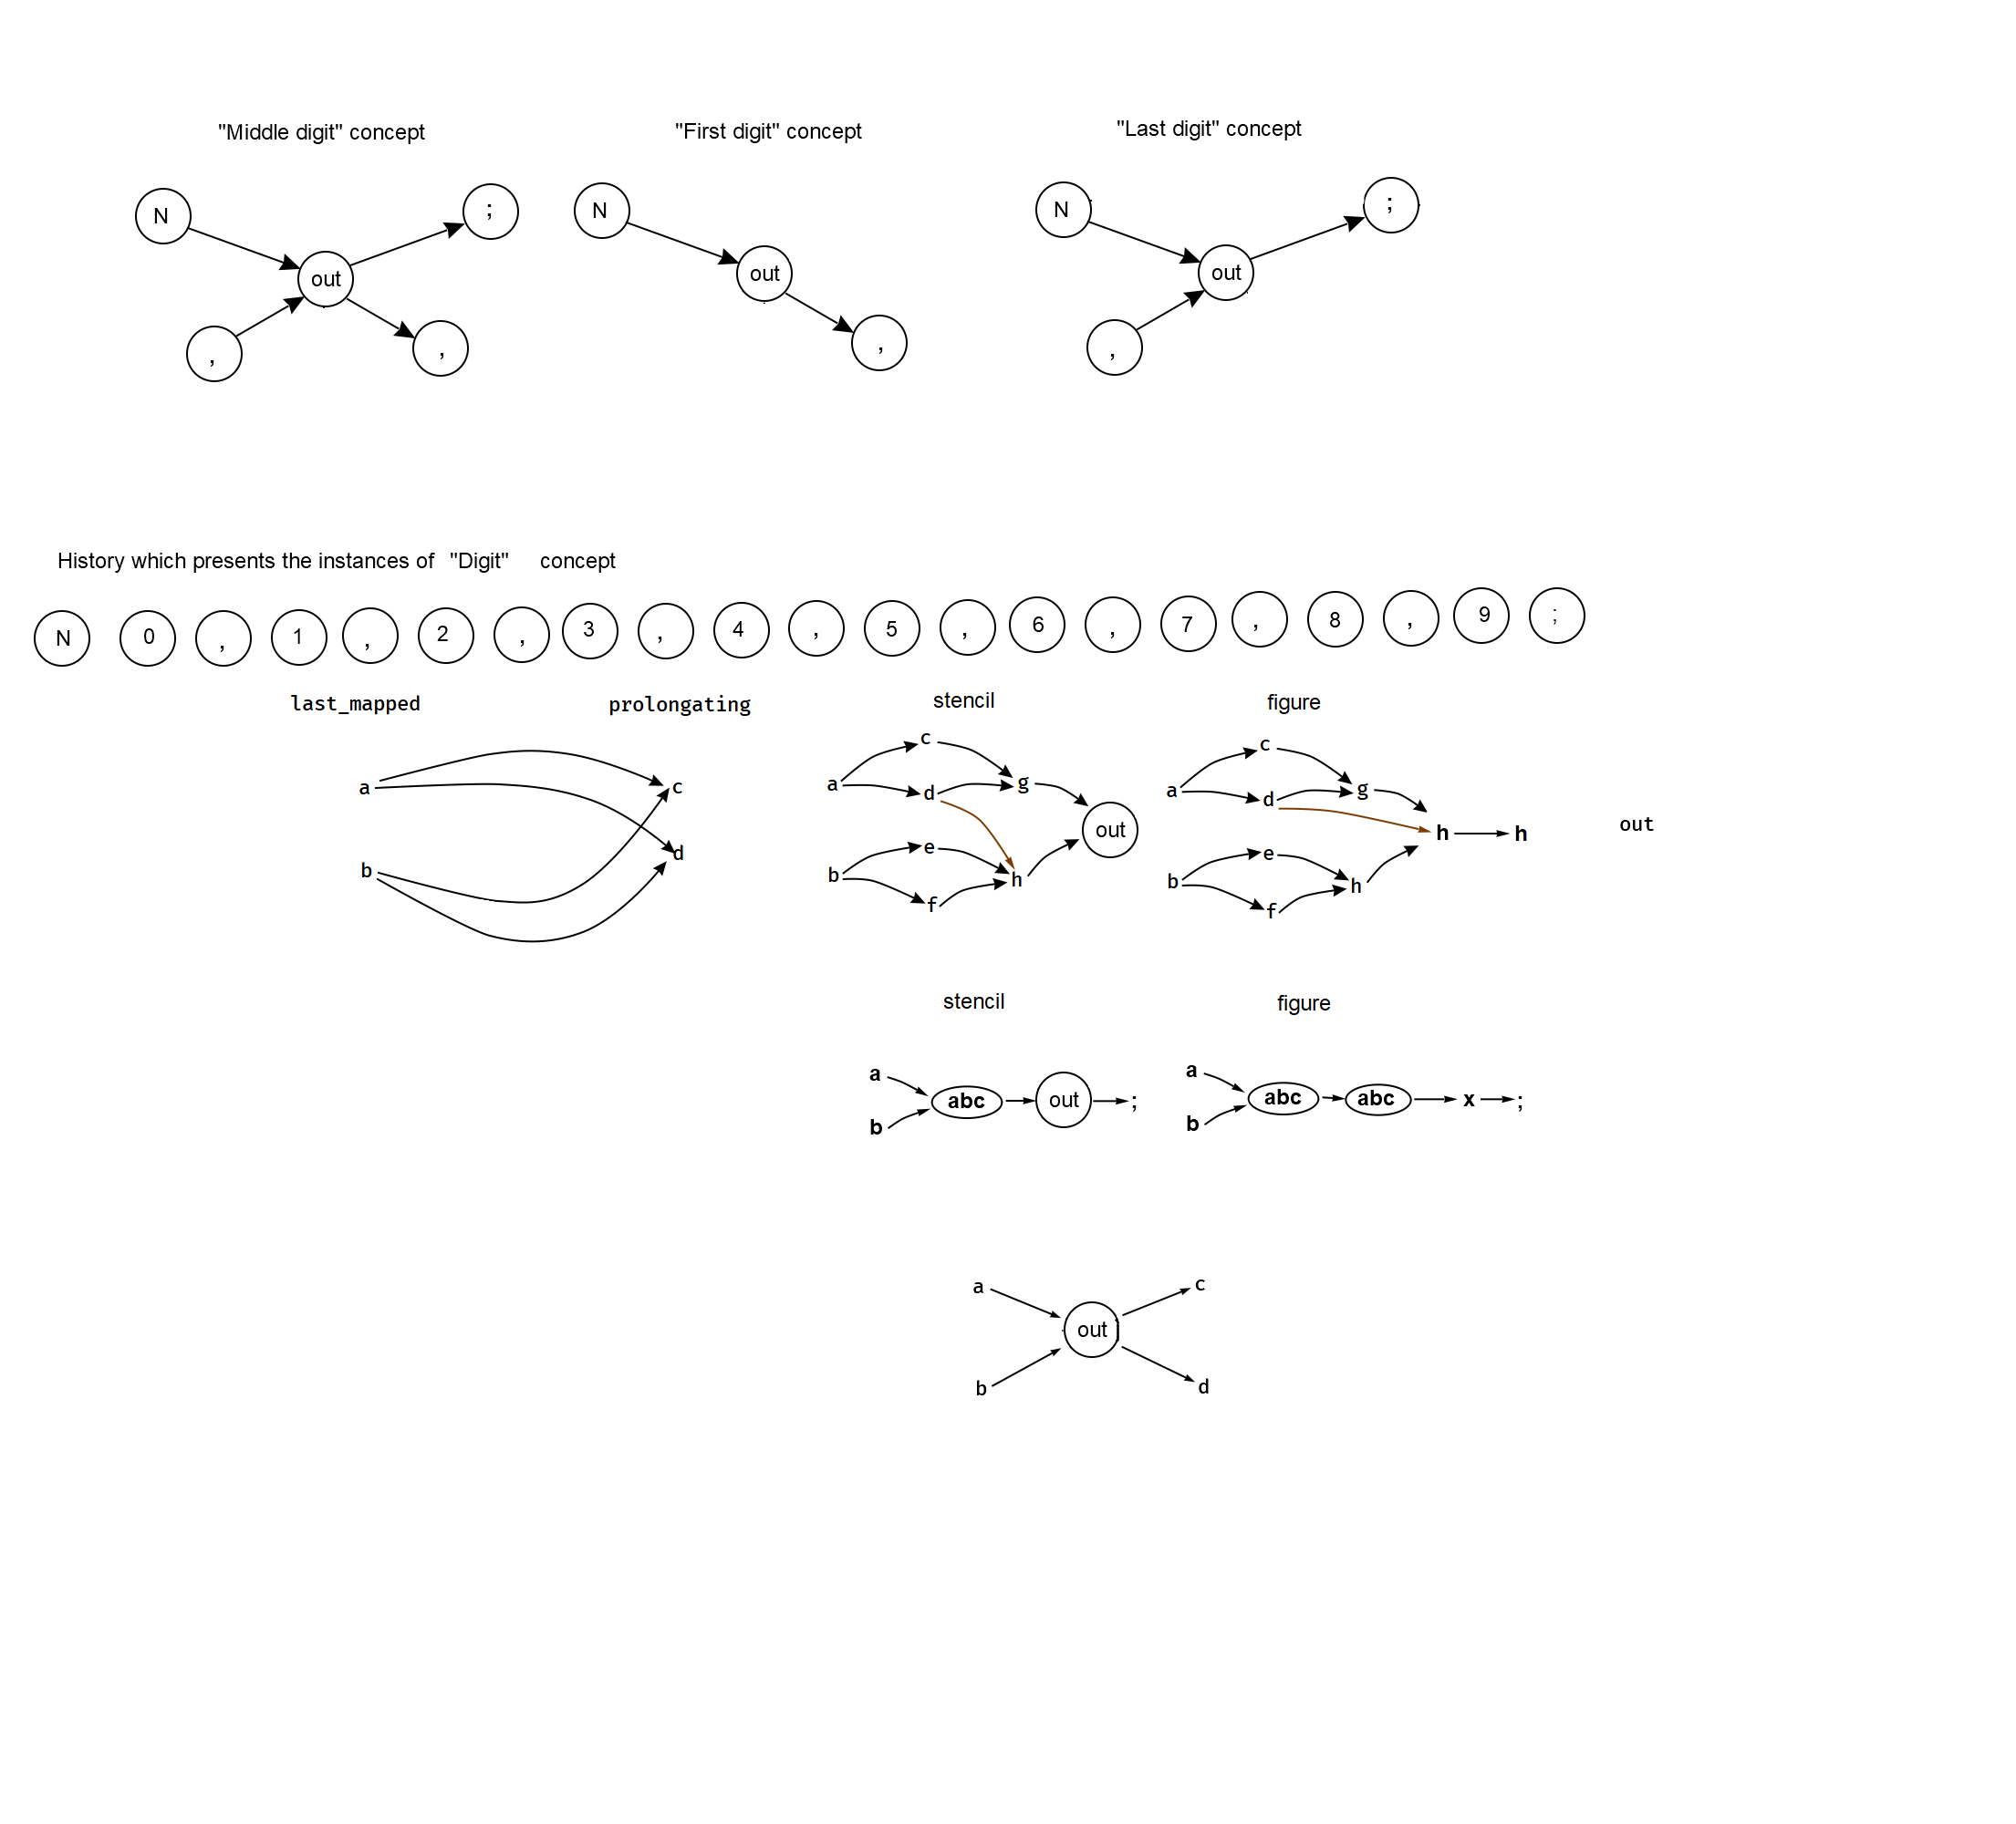 "Middle digit" concept
"First digit" concept
"Last digit" concept
N
;
out
,
,
N
out
,
N
;
out
,
History which presents the instances of "Digit" concept
N 0 , 1 , 2 , 3 , 4 , 5 , 6 , 7 , 8 , 9 ;
last_mapped
prolongating
stencil
figure
a
c
b
d
c
a
d
g
out
e
b
h
f
c
a
d
g
h h
e
b
h
f
out
stencil
figure
a
abc out ;
b
a
abc abc x ;
b
a
c
out
b
d